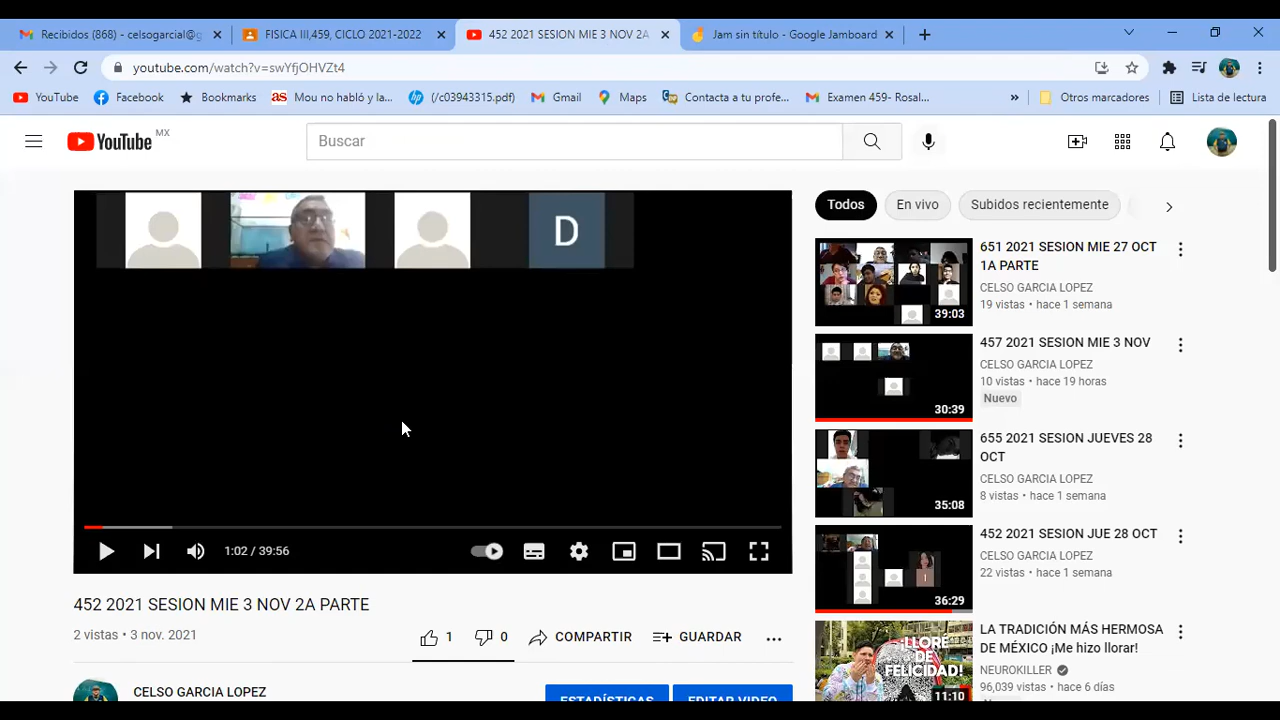 Recibidos (868) - celsogarcial@g
FISICA III,459, CICLO 2021-2022
452 2021 SESION MIE 3 NOV 2A
Jam sin título - Google Jamboard
youtube.com/watch?v=swYfjOHVZt4
YouTube
Facebook
Bookmarks
as
Mou no habló y la...
hp
(/c03943315.pdf)
Gmail
Maps
Contacta a tu profe...
Examen 459- Rosal...
»
Otros marcadores
Lista de lectura
YouTube MX
Buscar
D
Todos
En vivo
Subidos recientemente
651 2021 SESION MIE 27 OCT
1A PARTE
CELSO GARCIA LOPEZ
19 vistas • hace 1 semana
39:03
457 2021 SESION MIE 3 NOV
CELSO GARCIA LOPEZ
10 vistas • hace 19 horas
Nuevo
30:39
655 2021 SESION JUEVES 28
OCT
CELSO GARCIA LOPEZ
8 vistas • hace 1 semana
35:08
452 2021 SESION JUE 28 OCT
CELSO GARCIA LOPEZ
22 vistas • hace 1 semana
36:29
LA TRADICIÓN MÁS HERMOSA
DE MÉXICO ¡Me hizo llorar!
NEUROKILLER
96,039 vistas • hace 6 días
¡LLORÉ
DE
FELICIDAD!
11:10
1:02 / 39:56
452 2021 SESION MIE 3 NOV 2A PARTE
2 vistas • 3 nov. 2021
1
0
COMPARTIR
GUARDAR
CELSO GARCIA LOPEZ
ESTADÍSTICAS
EDITAR VIDEO